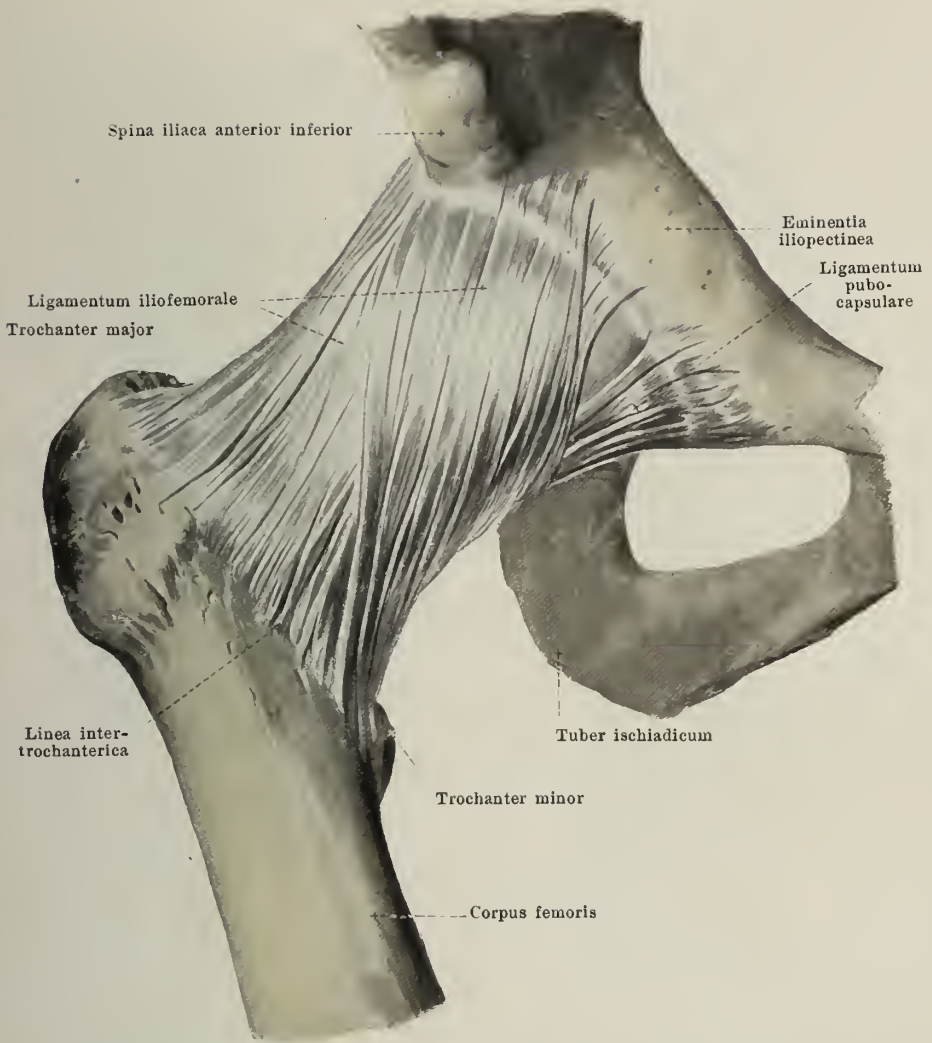 Spina iliaca anterior inferior
Eminentia
iliopectinea
Ligamentum
pubo-
capsulare
Ligamentum iliofemorale
Trochanter major
Linea inter-
trochanterica
Tuber ischiadicum
Trochanter minor
Corpus femoris